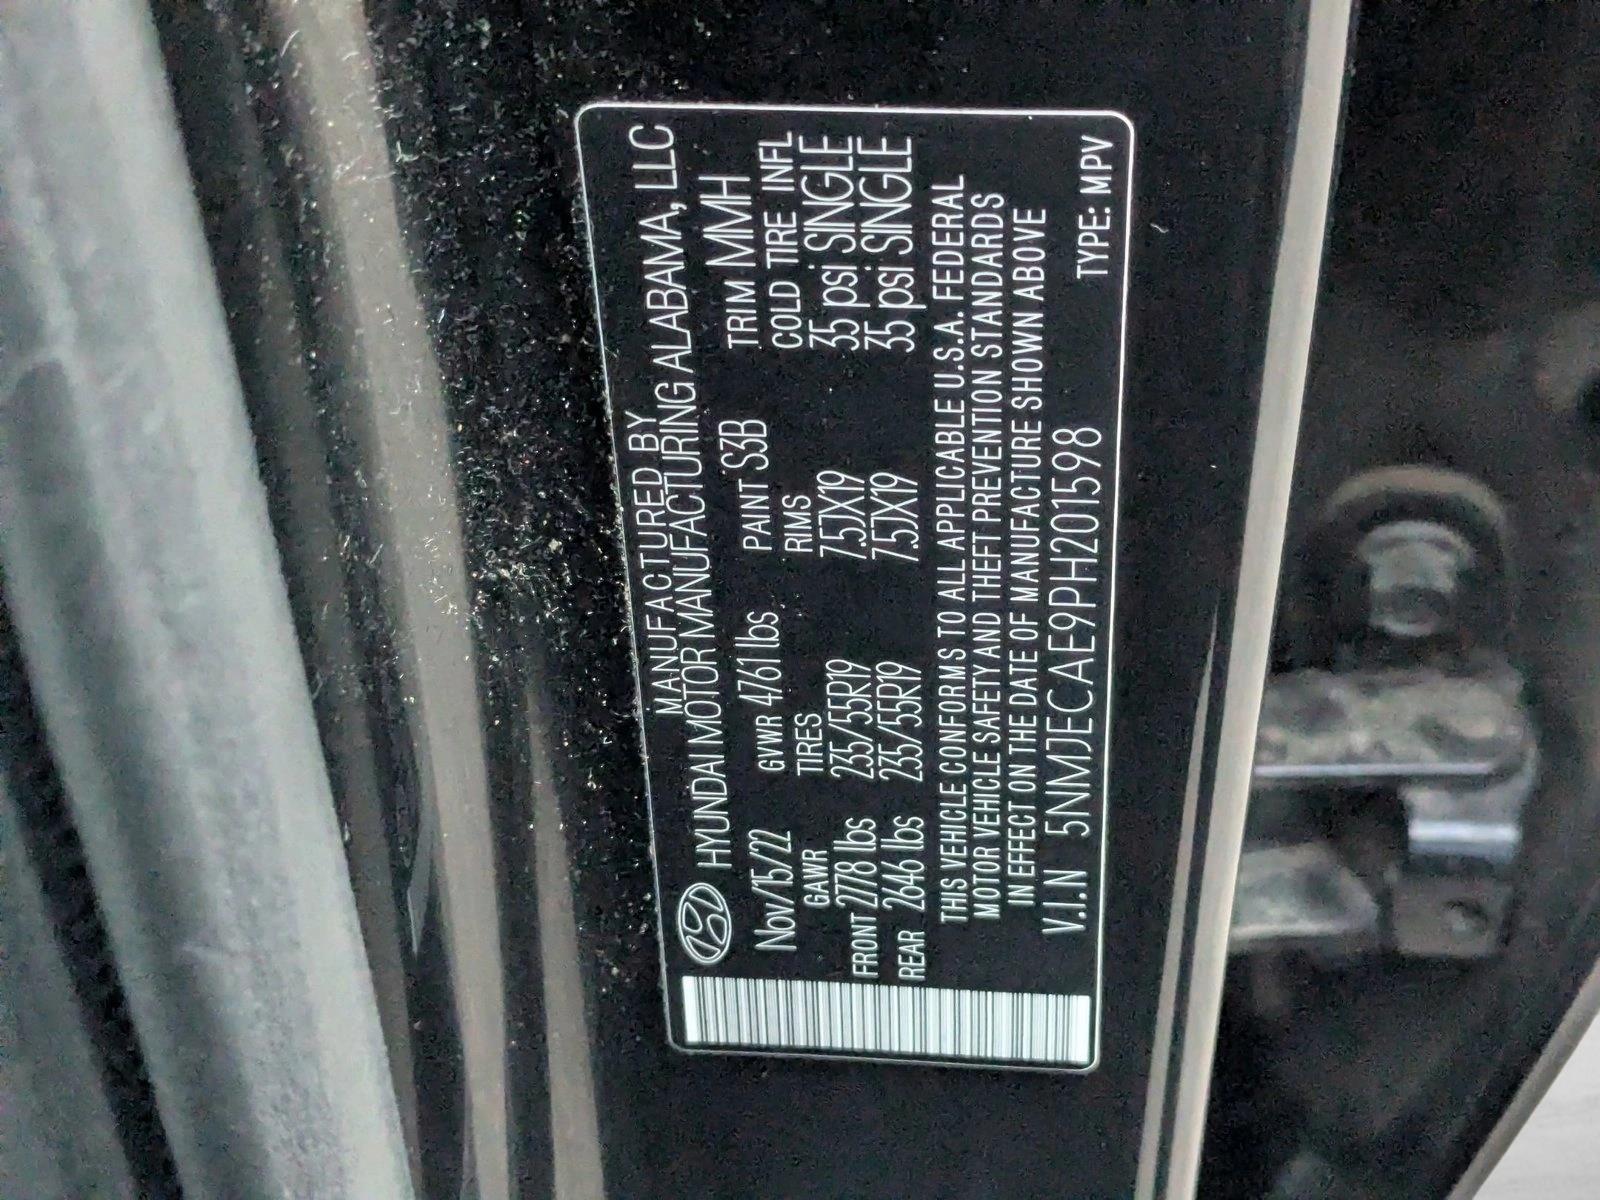 MANUFACTURED BY
HYUNDAI MOTOR MANUFACTURING ALABAMA, LLC
Nov/15/22 GVWR 4761 lbs PAINT S3B TRIM MMH
GAWR TIRES RIMS COLD TIRE INFL
FRONT 2778 lbs 235/55R19 7.5JX19 35 psi SINGLE
REAR 2646 lbs 235/55R19 7.5JX19 35 psi SINGLE
THIS VEHICLE CONFORMS TO ALL APPLICABLE U.S.A. FEDERAL
MOTOR VEHICLE SAFETY AND THEFT PREVENTION STANDARDS
IN EFFECT ON THE DATE OF MANUFACTURE SHOWN ABOVE
V.I.N 5NMJECAE9PH201598 TYPE: MPV